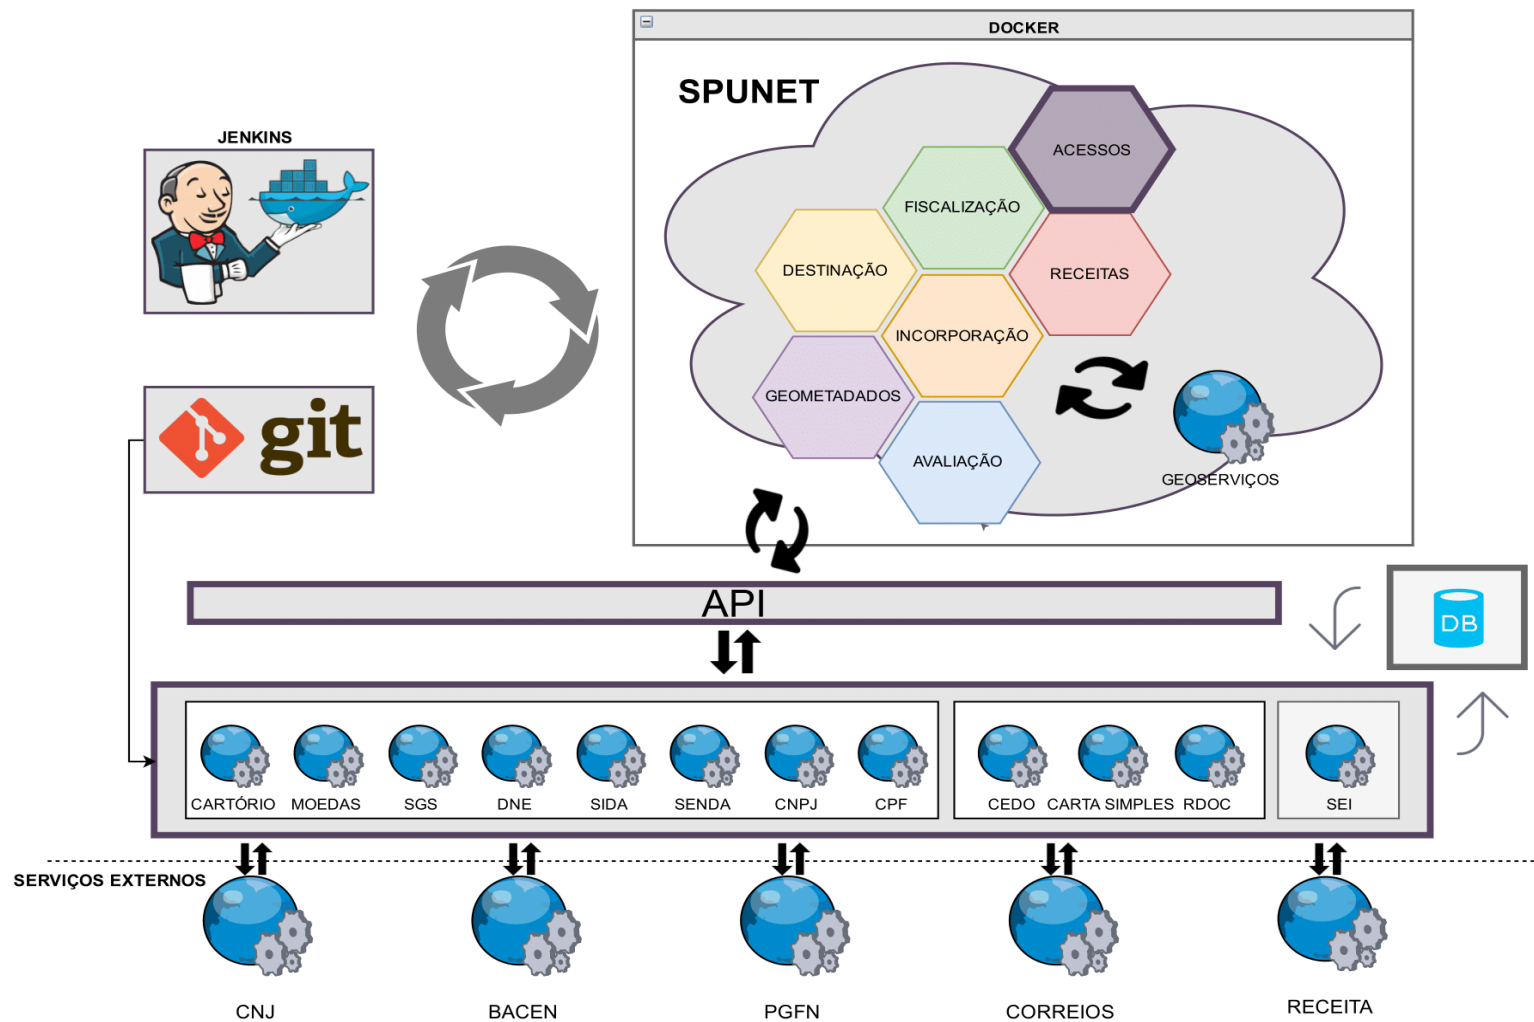 DOCKER
SPUNET
JENKINS
ACESSOS
FISCALIZAÇÃO
DESTINAÇÃO
RECEITAS
INCORPORAÇÃO
GEOMETADADOS
git
AVALIAÇÃO
GEOSERVIÇOS
API
DB
CARTÓRIO MOEDAS SGS DNE SIDA SENDA CNPJ CPF CEDO CARTA SIMPLES RDOC SEI
SERVIÇOS EXTERNOS
CNJ BACEN PGFN CORREIOS RECEITA